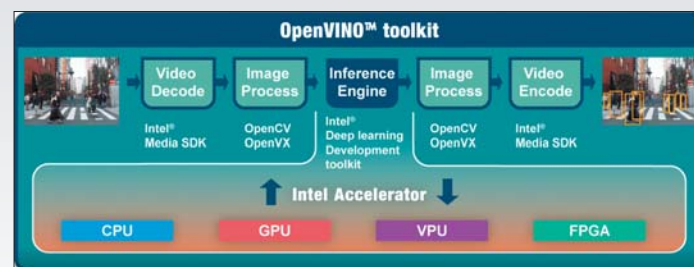 OpenVINO™ toolkit
Video
Decode
Image
Process
Inference
Engine
Image
Process
Video
Encode
Intel®
Media SDK
OpenCV
OpenVX
Intel®
Deep learning
Development
toolkit
OpenCV
OpenVX
Intel®
Media SDK
Intel Accelerator
CPU
GPU
VPU
FPGA